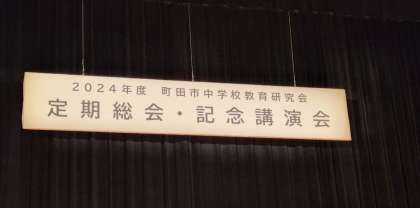 2024年度 町田市中学校教育研究会
定期総会・記念講演会